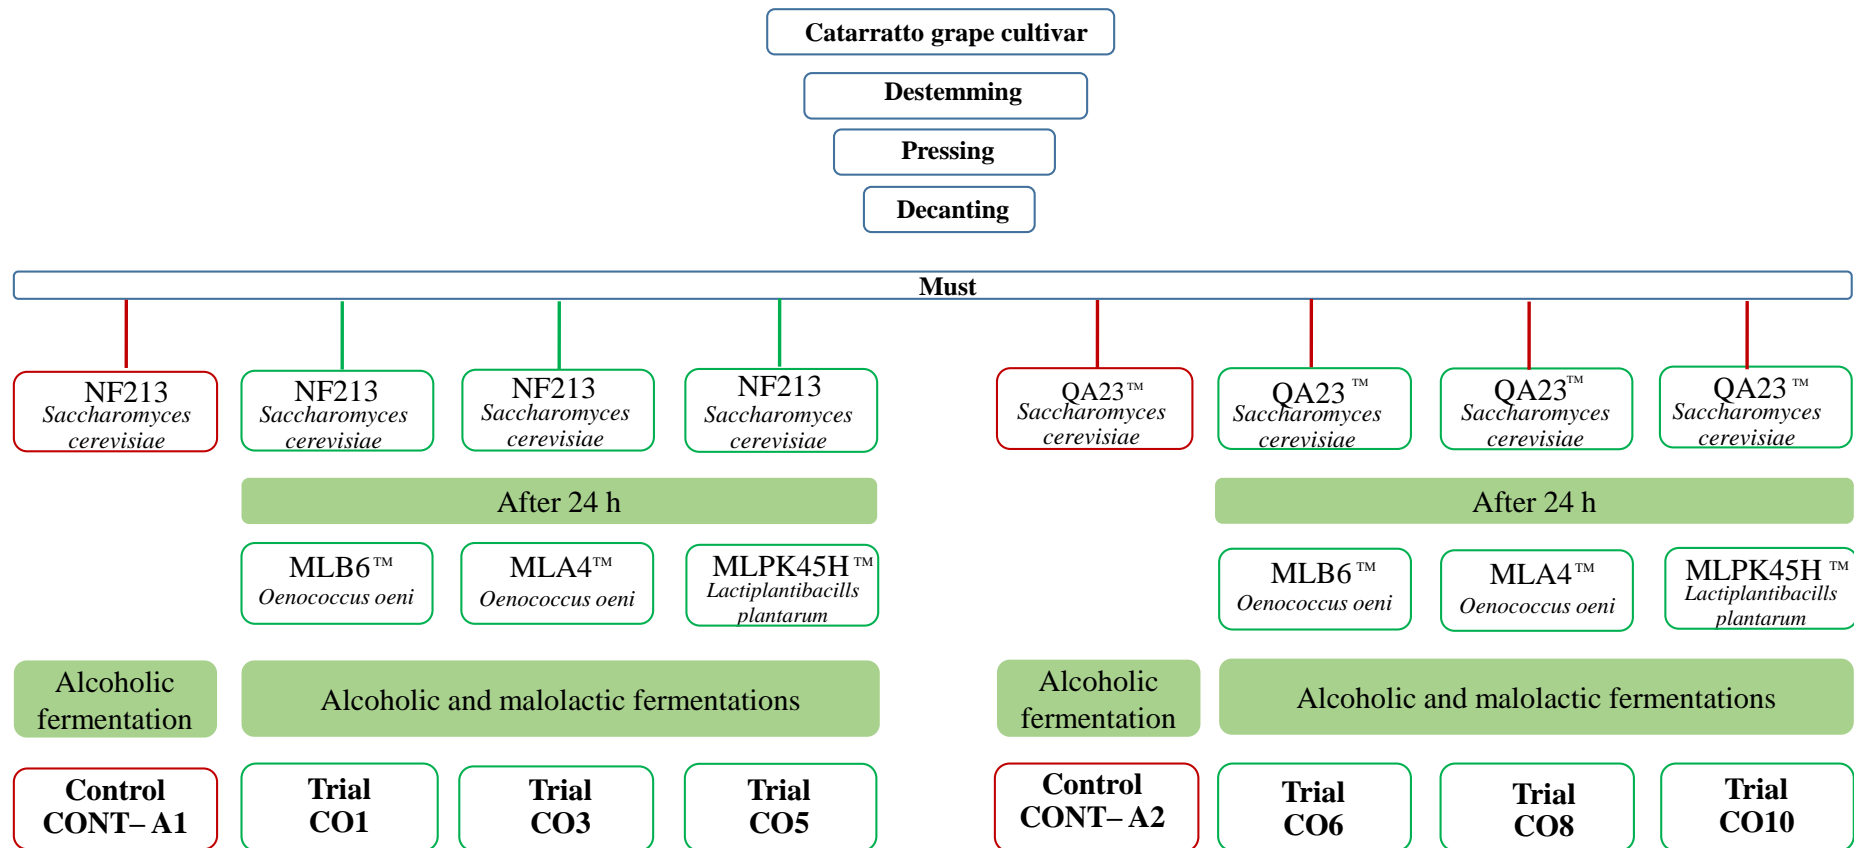 Catarratto grape cultivar
Destemming
Pressing
Decanting
Must
NF213
Saccharomyces
cerevisiae
NF213
Saccharomyces
cerevisiae
NF213
Saccharomyces
cerevisiae
NF213
Saccharomyces
cerevisiae
QA23™
Saccharomyces
cerevisiae
QA23 ™
Saccharomyces
cerevisiae
QA23™
Saccharomyces
cerevisiae
QA23 ™
Saccharomyces
cerevisiae
After 24 h
After 24 h
MLB6™
Oenococcus oeni
MLA4™
Oenococcus oeni
MLPK45H ™
Lactiplantibacills
plantarum
MLB6 ™
Oenococcus oeni
MLA4™
Oenococcus oeni
MLPK45H ™
Lactiplantibacills
plantarum
Alcoholic
fermentation
Alcoholic and malolactic fermentations
Alcoholic
fermentation
Alcoholic and malolactic fermentations
Control
CONT– A1
Trial
CO1
Trial
CO3
Trial
CO5
Control
CONT– A2
Trial
CO6
Trial
CO8
Trial
CO10